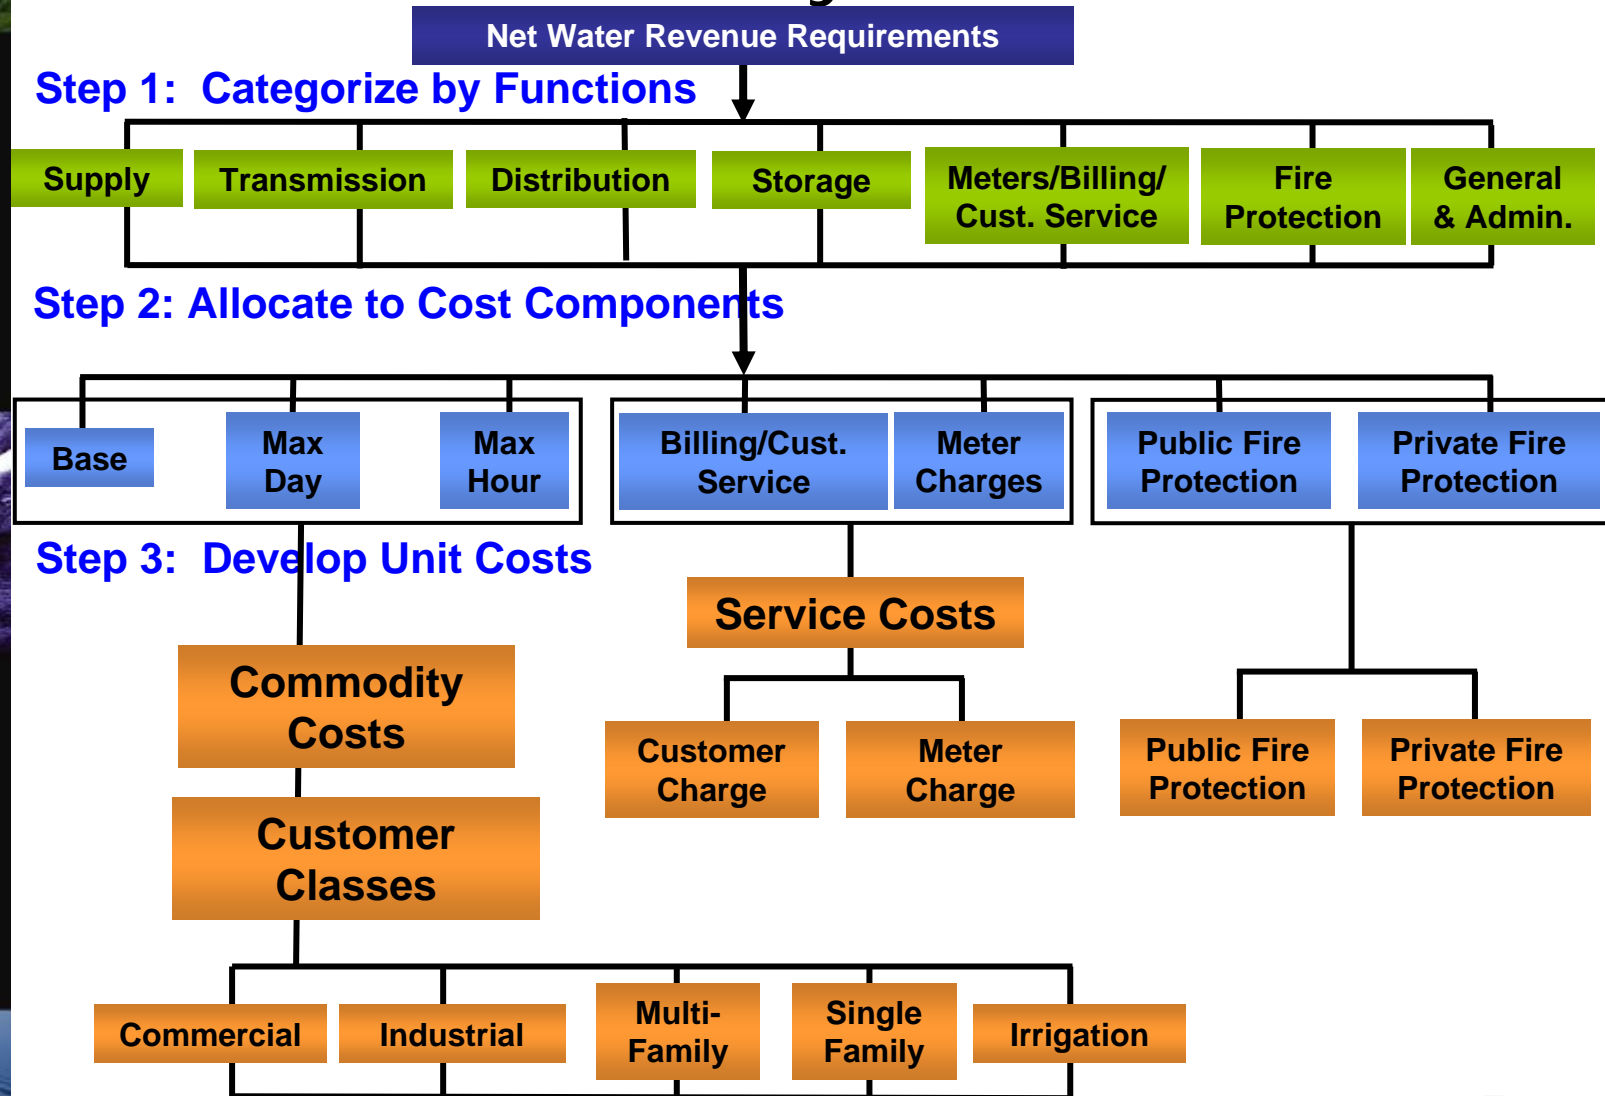 Net Water Revenue Requirements
Step 1: Categorize by Functions
Supply
Transmission
Distribution
Storage
Meters/Billing/
Cust. Service
Fire
Protection
General
& Admin.
Step 2: Allocate to Cost Components
Base
Max
Day
Max
Hour
Billing/Cust.
Service
Meter
Charges
Public Fire
Protection
Private Fire
Protection
Step 3: Develop Unit Costs
Service Costs
Commodity
Costs
Customer
Charge
Meter
Charge
Public Fire
Protection
Private Fire
Protection
Customer
Classes
Commercial
Industrial
Multi-
Family
Single
Family
Irrigation